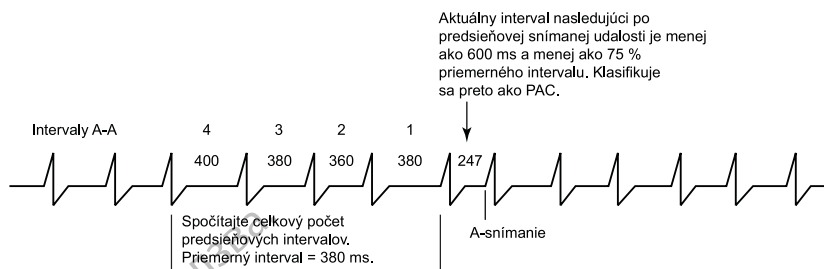 Aktuálny interval nasledujúci po
predsieňovej snímanej udalosti je menej
ako 600 ms a menej ako 75 %
priemerného intervalu. Klasifikuje
sa preto ako PAC.
Intervaly A-A 4 3 2 1
400 380 360 380 247
Spočítajte celkový počet
predsieňových intervalov.
Priemerný interval = 380 ms.
A-snímanie